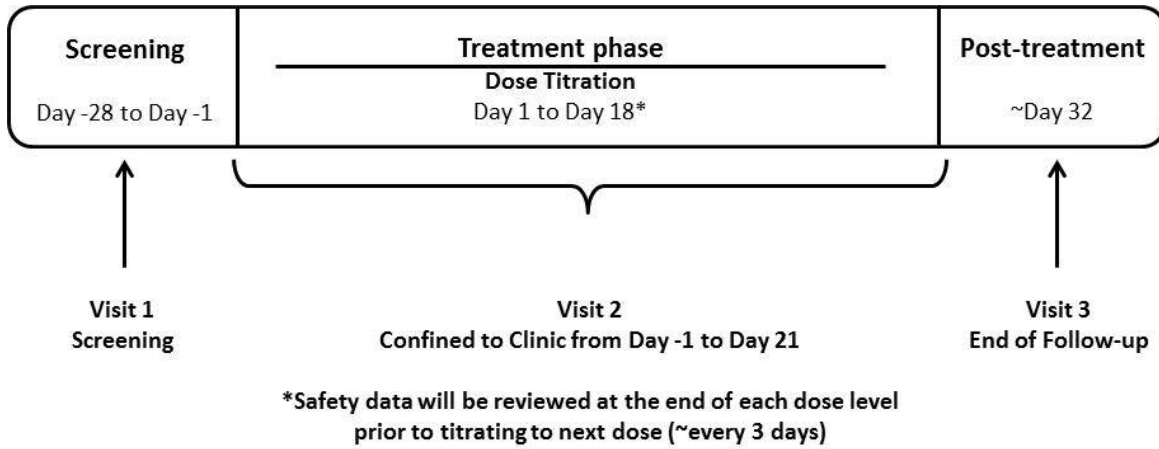 Screening
Day -28 to Day -1
Treatment phase
Dose Titration
Day 1 to Day 18*
Post-treatment
~Day 32
Visit 1
Screening
Visit 2
Confined to Clinic from Day -1 to Day 21
Visit 3
End of Follow-up
*Safety data will be reviewed at the end of each dose level
prior to titrating to next dose (~every 3 days)